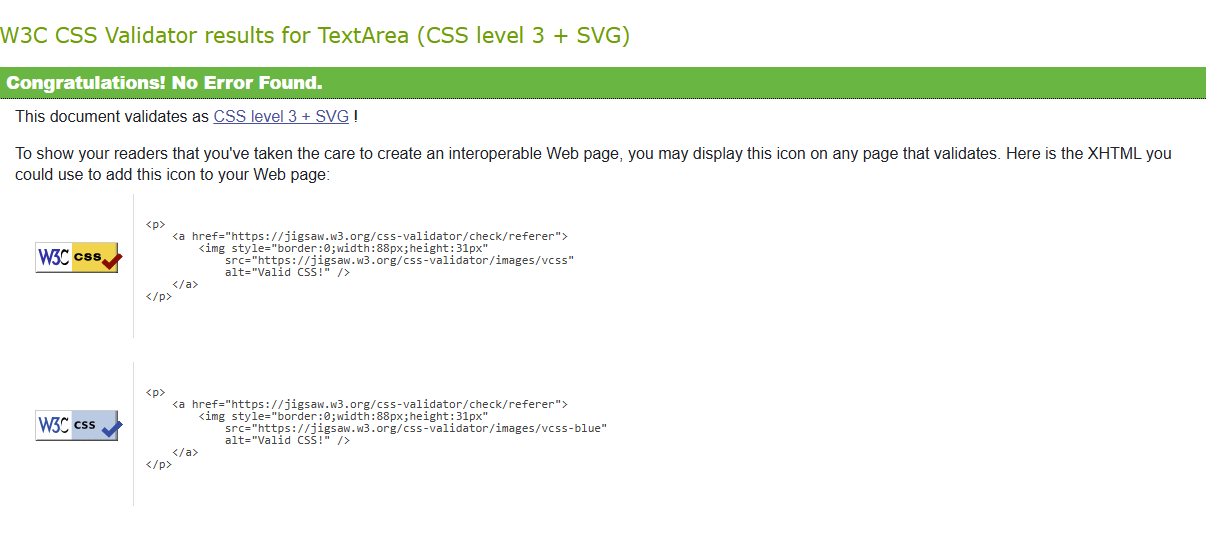 W3C CSS Validator results for TextArea (CSS level 3 + SVG)
Congratulations! No Error Found.
This document validates as CSS level 3 + SVG !
To show your readers that you've taken the care to create an interoperable Web page, you may display this icon on any page that validates. Here is the XHTML you
could use to add this icon to your Web page:
W3C css
<p>
    <a href="https://jigsaw.w3.org/css-validator/check/referer">
        <img style="border:0;width:88px;height:31px"
            src="https://jigsaw.w3.org/css-validator/images/vcss"
            alt="Valid CSS!" />
    </a>
</p>
W3C css
<p>
    <a href="https://jigsaw.w3.org/css-validator/check/referer">
        <img style="border:0;width:88px;height:31px"
            src="https://jigsaw.w3.org/css-validator/images/vcss-blue"
            alt="Valid CSS!" />
    </a>
</p>